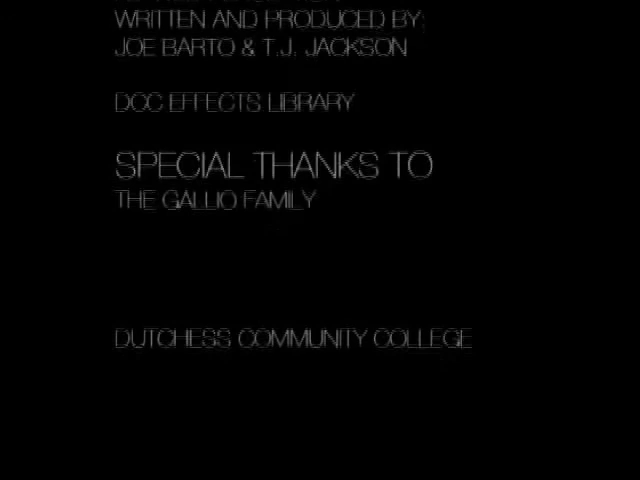 WRITTEN AND PRODUCED BY:
JOE BARTO & T.J. JACKSON
DCC EFFECTS LIBRARY
SPECIAL THANKS TO
THE GALLIO FAMILY
DUTCHESS COMMUNITY COLLEGE